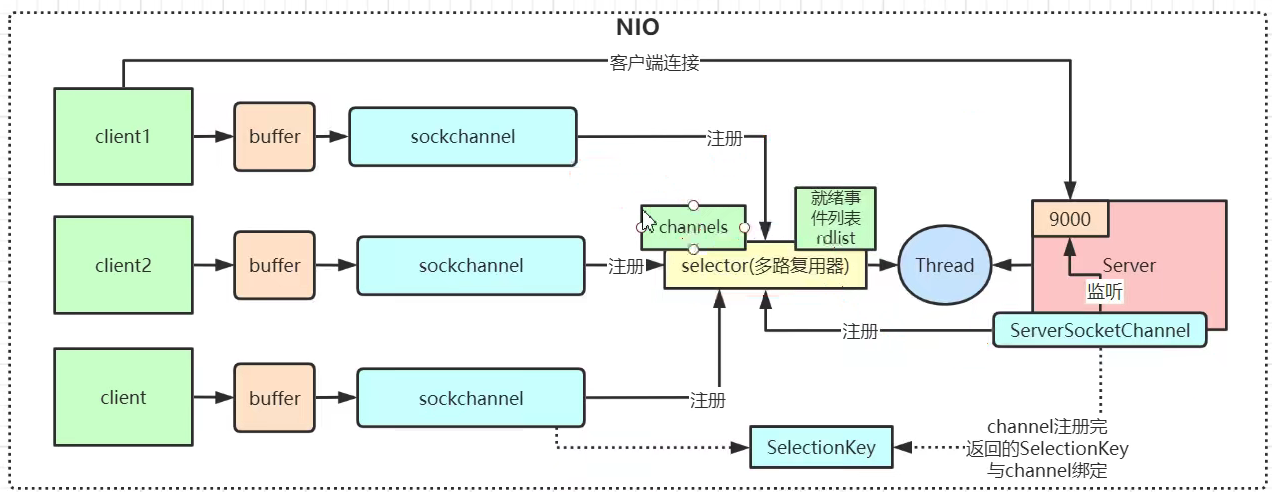 NIO
客户端连接
client1
buffer
sockchannel
注册
就绪事
件列表
rdlist
channels
9000
client2
buffer
sockchannel
注册
selector(多路复用器)
Thread
Server
监听
注册
ServerSocketChannel
client
buffer
sockchannel
注册
SelectionKey
channel注册完
返回的SelectionKey
与channel绑定